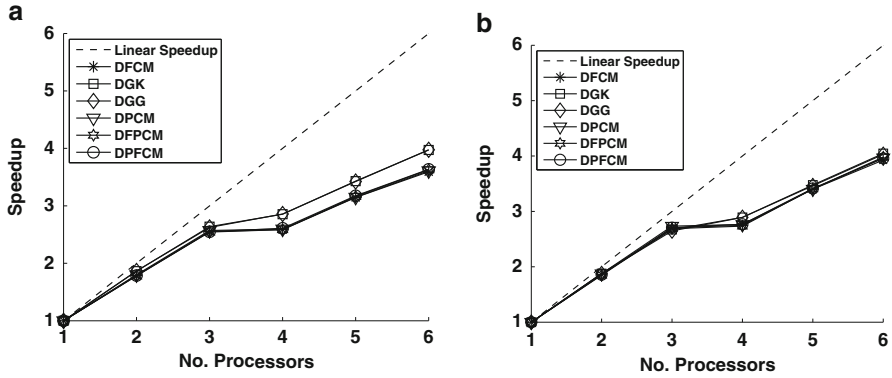 a
Speedup
6
5
4
3
2
1
Linear Speedup
DFCM
DGK
DGG
DPCM
DFPCM
DPFCM
1 2 3 4 5 6
No. Processors
b
Speedup
6
5
4
3
2
1
Linear Speedup
DFCM
DGK
DGG
DPCM
DFPCM
DPFCM
1 2 3 4 5 6
No. Processors